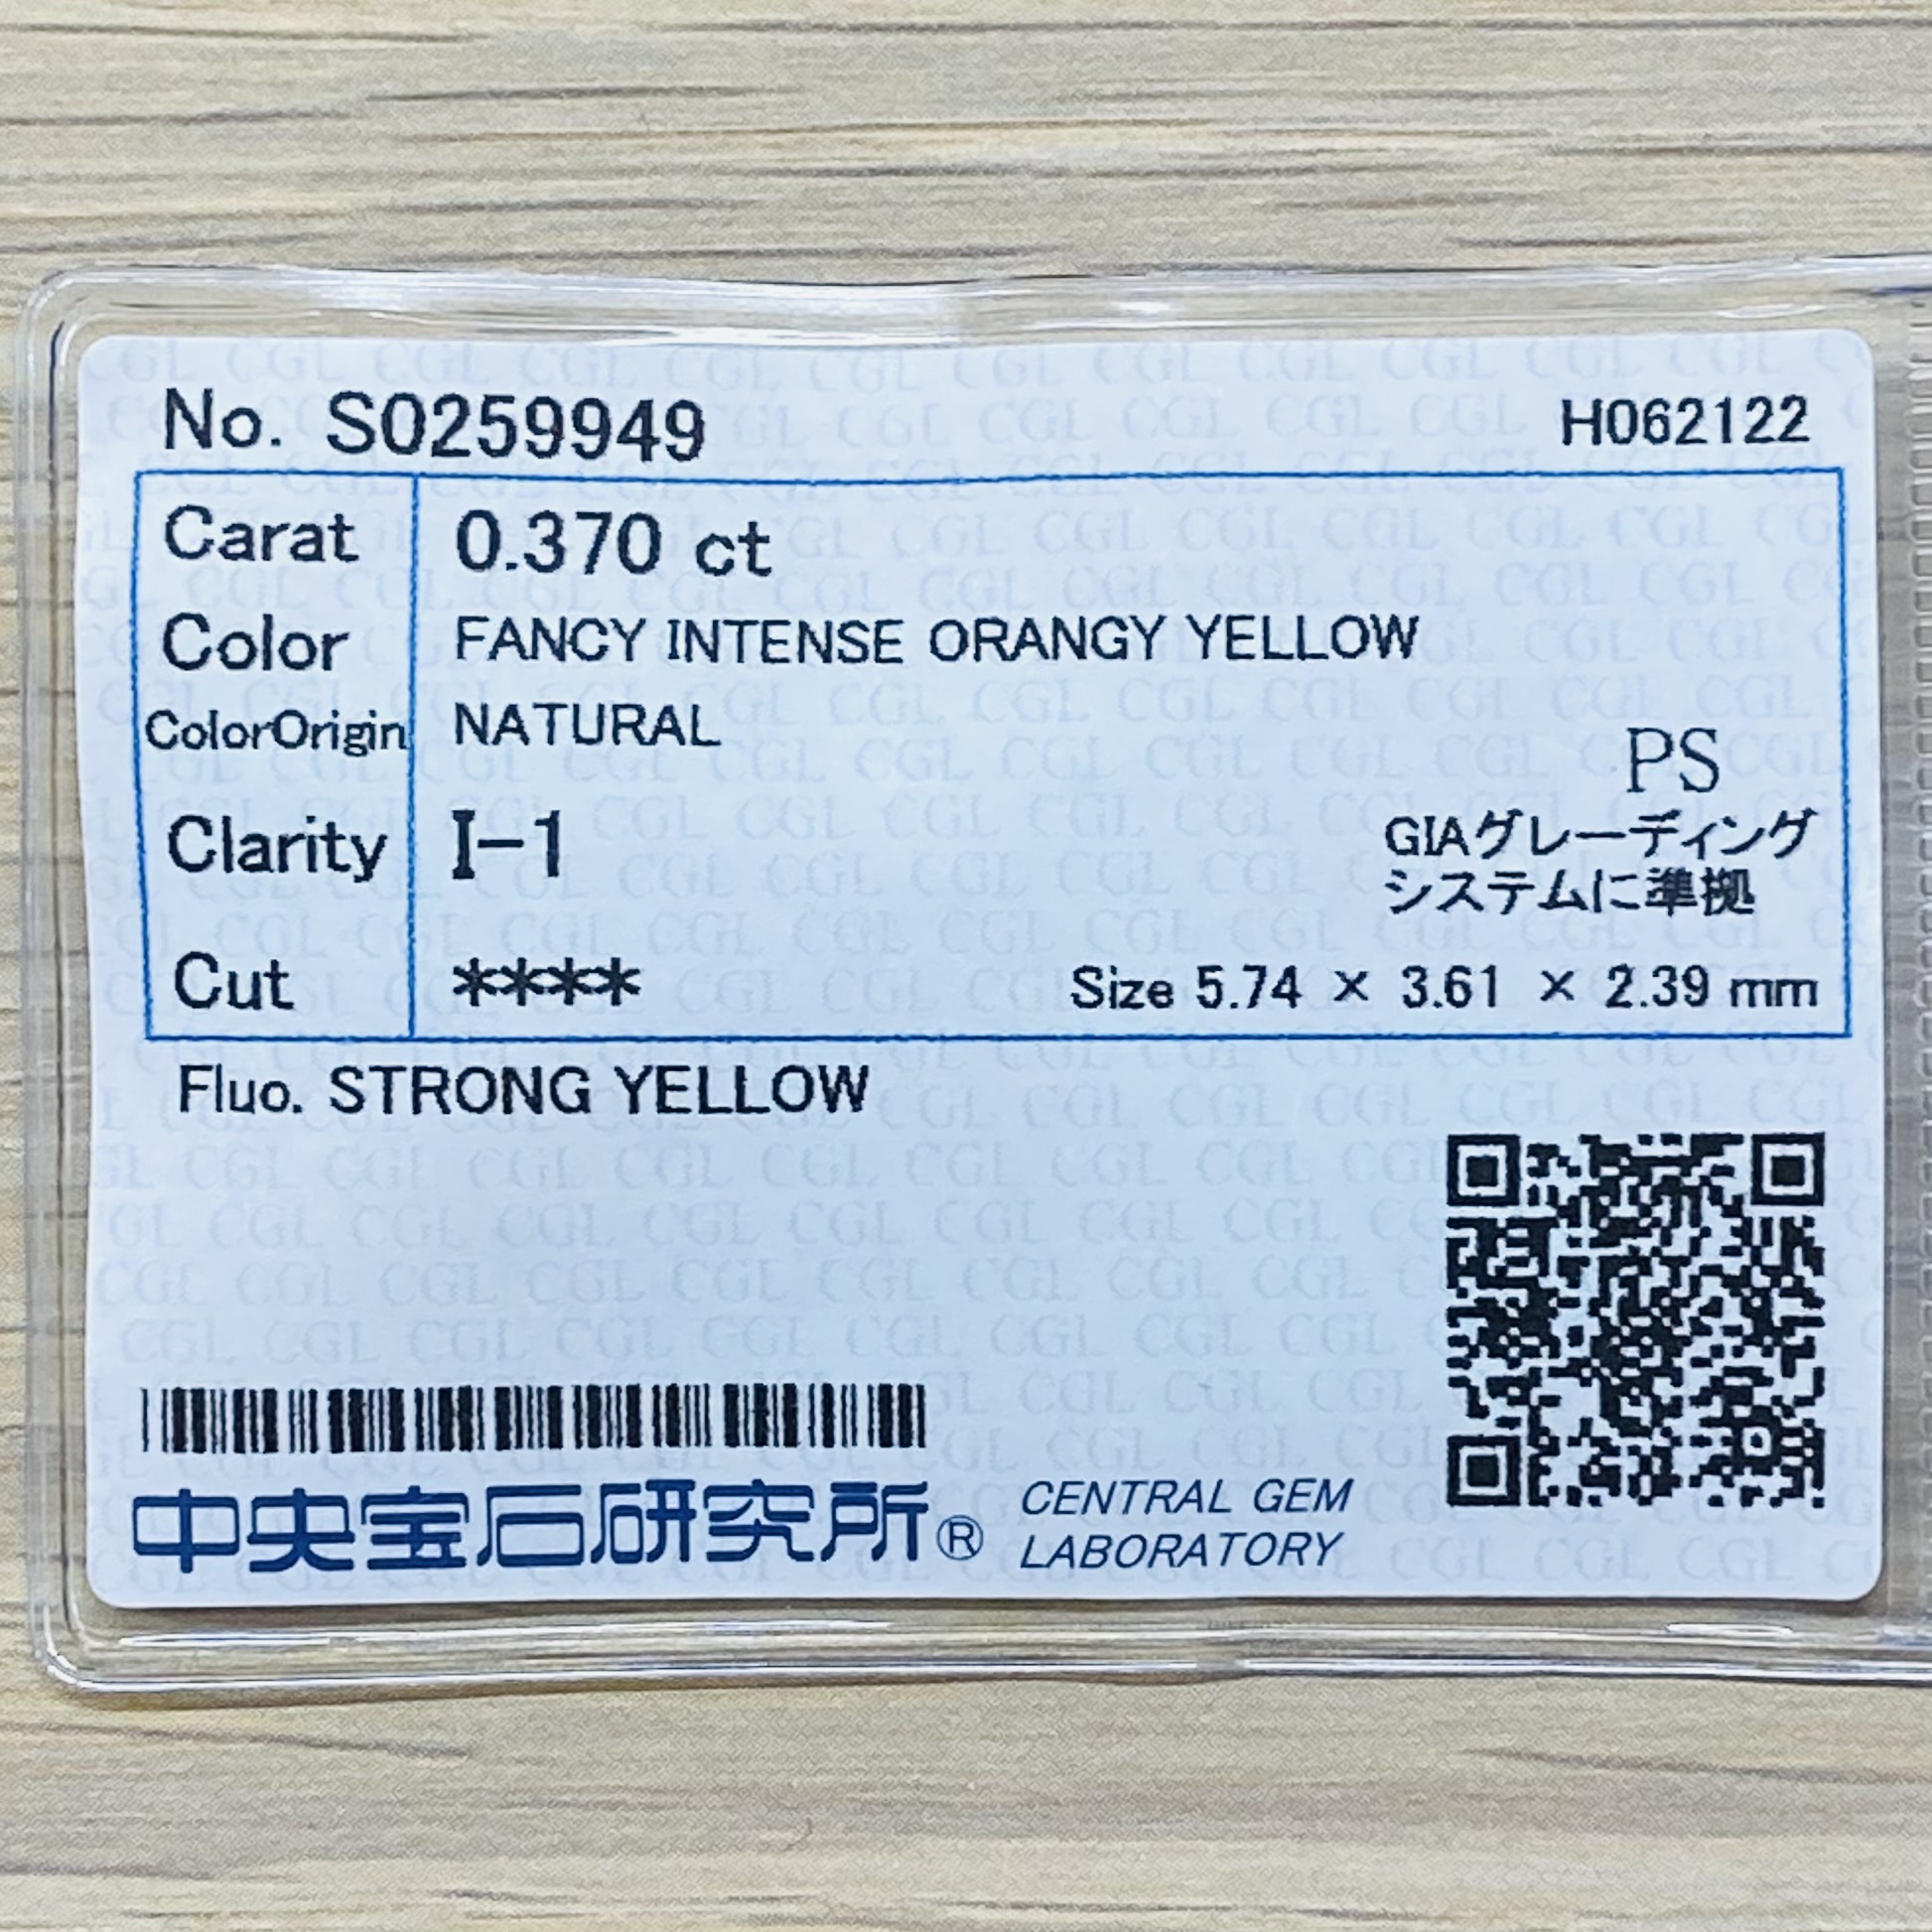 No. S0259949 H062122
Carat 0.370 ct
Color FANCY INTENSE ORANGY YELLOW
ColorOrigin NATURAL
PS
Clarity I-1 GIAグレーディング
システムに準拠
Cut **** Size 5.74 × 3.61 × 2.39 mm
Fluo. STRONG YELLOW
中央宝石研究所® CENTRAL GEM
LABORATORY